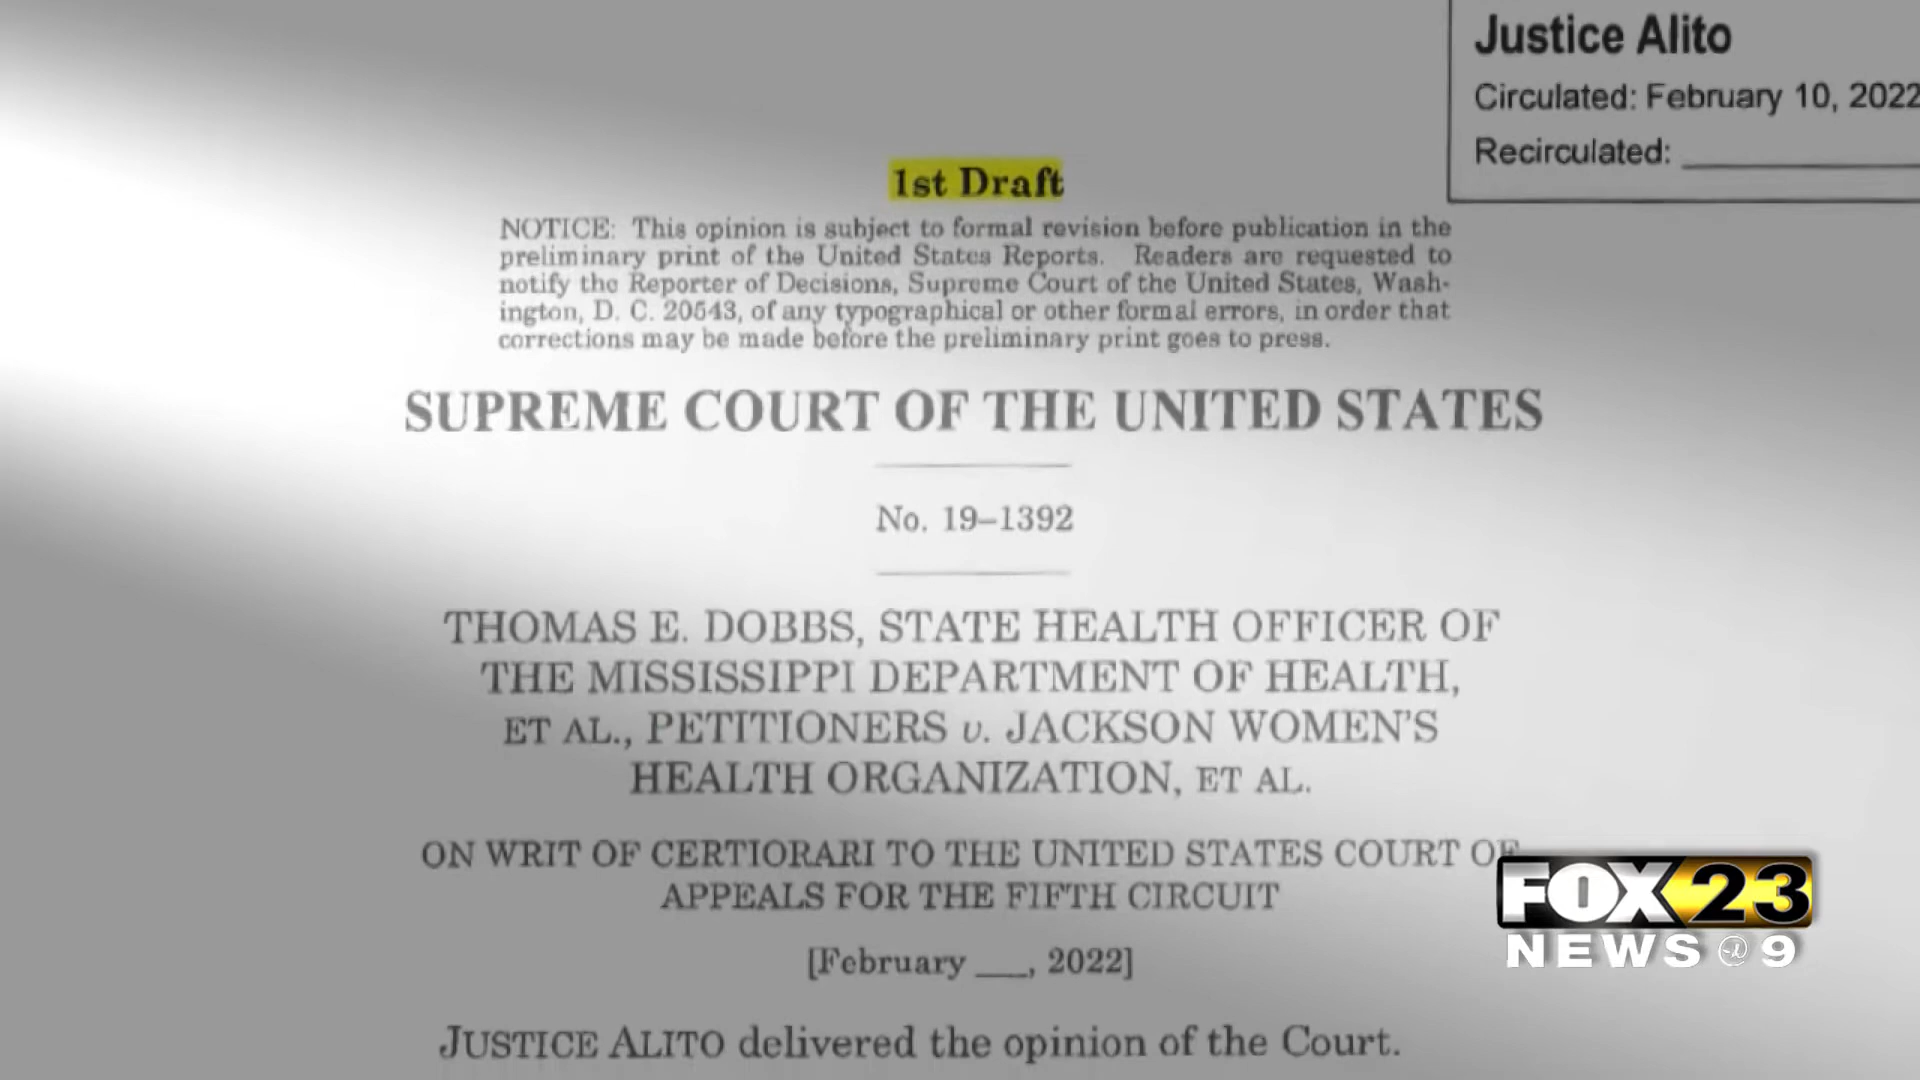 Justice Alito
Circulated: February 10, 2022
Recirculated:
1st Draft
NOTICE: This opinion is subject to formal revision before publication in the
preliminary print of the United States Reports. Readers are requested to
notify the Reporter of Decisions, Supreme Court of the United States, Wash-
ington, D. C. 20543, of any typographical or other formal errors, in order that
corrections may be made before the preliminary print goes to press.
SUPREME COURT OF THE UNITED STATES
No. 19–1392
THOMAS E. DOBBS, STATE HEALTH OFFICER OF
THE MISSISSIPPI DEPARTMENT OF HEALTH,
ET AL., PETITIONERS v. JACKSON WOMEN'S
HEALTH ORGANIZATION, ET AL.
ON WRIT OF CERTIORARI TO THE UNITED STATES COURT OF
APPEALS FOR THE FIFTH CIRCUIT
[February ___, 2022]
JUSTICE ALITO delivered the opinion of the Court.
FOX 23
NEWS @ 9